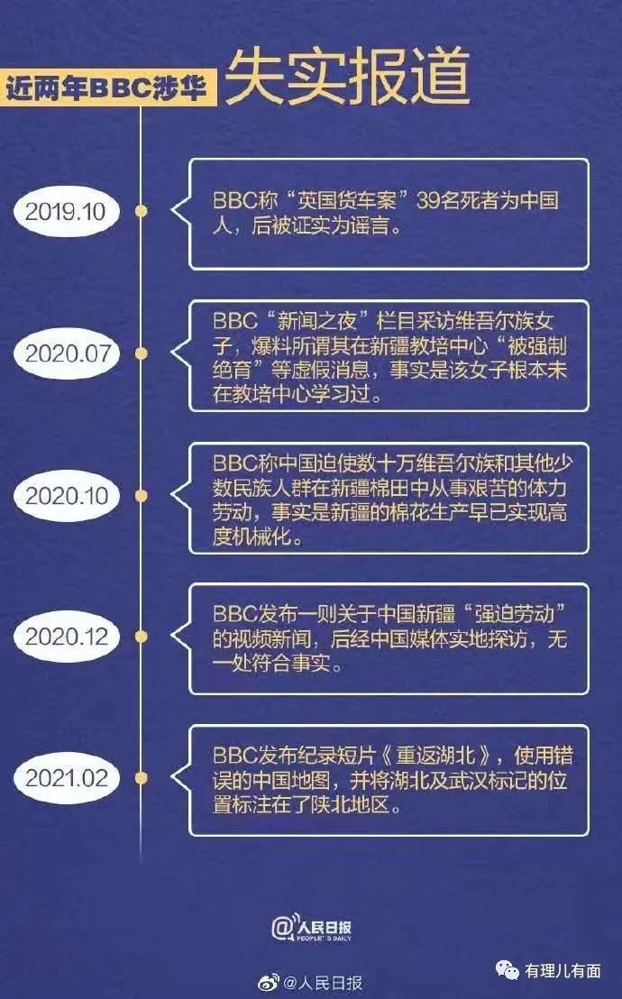 近两年BBC涉华
失实报道
2019.10
BBC称“英国货车案”39名死者为中国
人，后被证实为谣言。
2020.07
BBC“新闻之夜”栏目采访维吾尔族女
子，爆料所谓其在新疆教培中心“被强制
绝育”等虚假消息，事实是该女子根本未
在教培中心学习过。
2020.10
BBC称中国迫使数十万维吾尔族和其他少
数民族人群在新疆棉田中从事艰苦的体力
劳动，事实是新疆的棉花生产早已实现高
度机械化。
2020.12
BBC发布一则关于中国新疆“强迫劳动”
的视频新闻，后经中国媒体实地探访，无
一处符合事实。
2021.02
BBC发布纪录短片《重返湖北》，使用错
误的中国地图，并将湖北及武汉标记的位
置标注在了陕北地区。
@人民日报
PEOPLE'S DAILY
@人民日报
有理儿有面